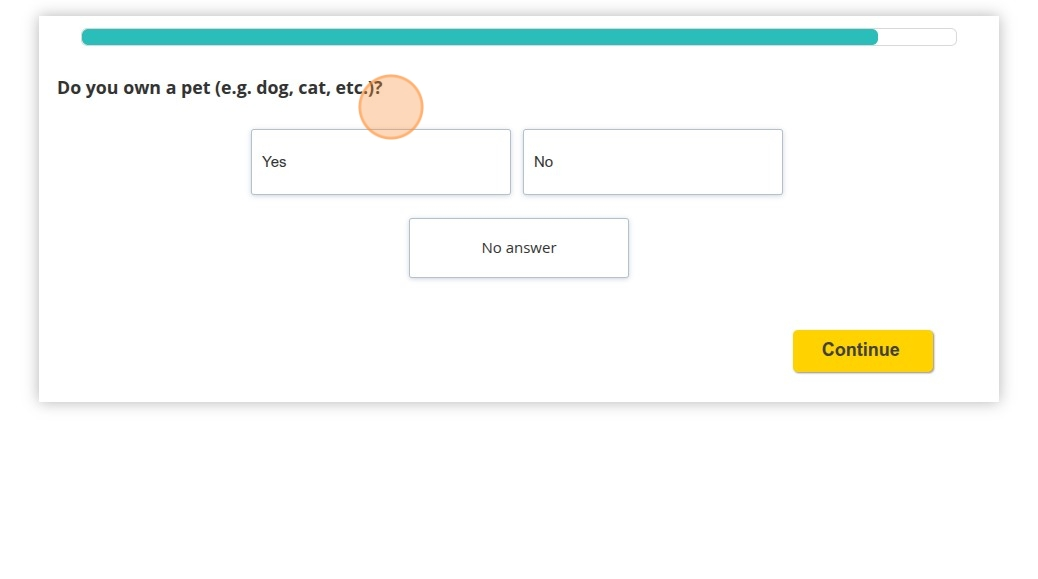 Do you own a pet (e.g. dog, cat, etc.)?
Yes
No
No answer
Continue